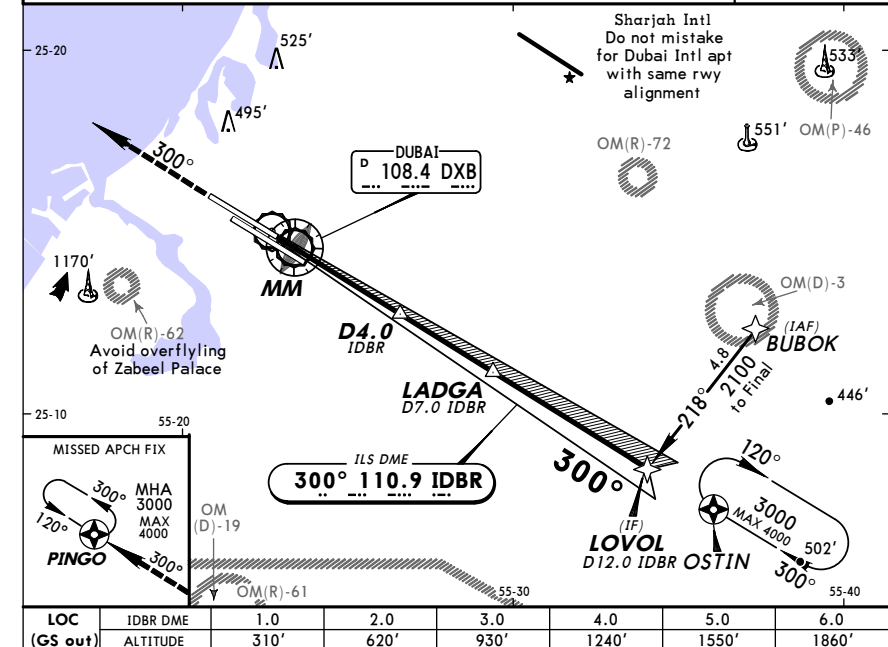 Sharjah Intl
Do not mistake
for Dubai Intl apt
with same rwy
alignment
25-20
525'
495'
533'
551'
OM(P)-46
OM(R)-72
300°
DUBAI
D 108.4 DXB
1170'
MM
OM(R)-62
Avoid overflyling
of Zabeel Palace
D4.0
IDBR
LADGA
D7.0 IDBR
OM(D)-3
(IAF)
BUBOK
4.8
218°
2100
to Final
446'
25-10
55-20
ILS DME
300° 110.9 IDBR
300°
(IF)
LOVOL
D12.0 IDBR
OSTIN
120°
3000
MAX 4000
502'
300°
MISSED APCH FIX
300°
120°
MHA
3000
MAX
4000
PINGO
300°
OM
(D)-19
OM(R)-61
55-30
55-40
LOC IDBR DME 1.0 2.0 3.0 4.0 5.0 6.0
(GS out) ALTITUDE 310' 620' 930' 1240' 1550' 1860'